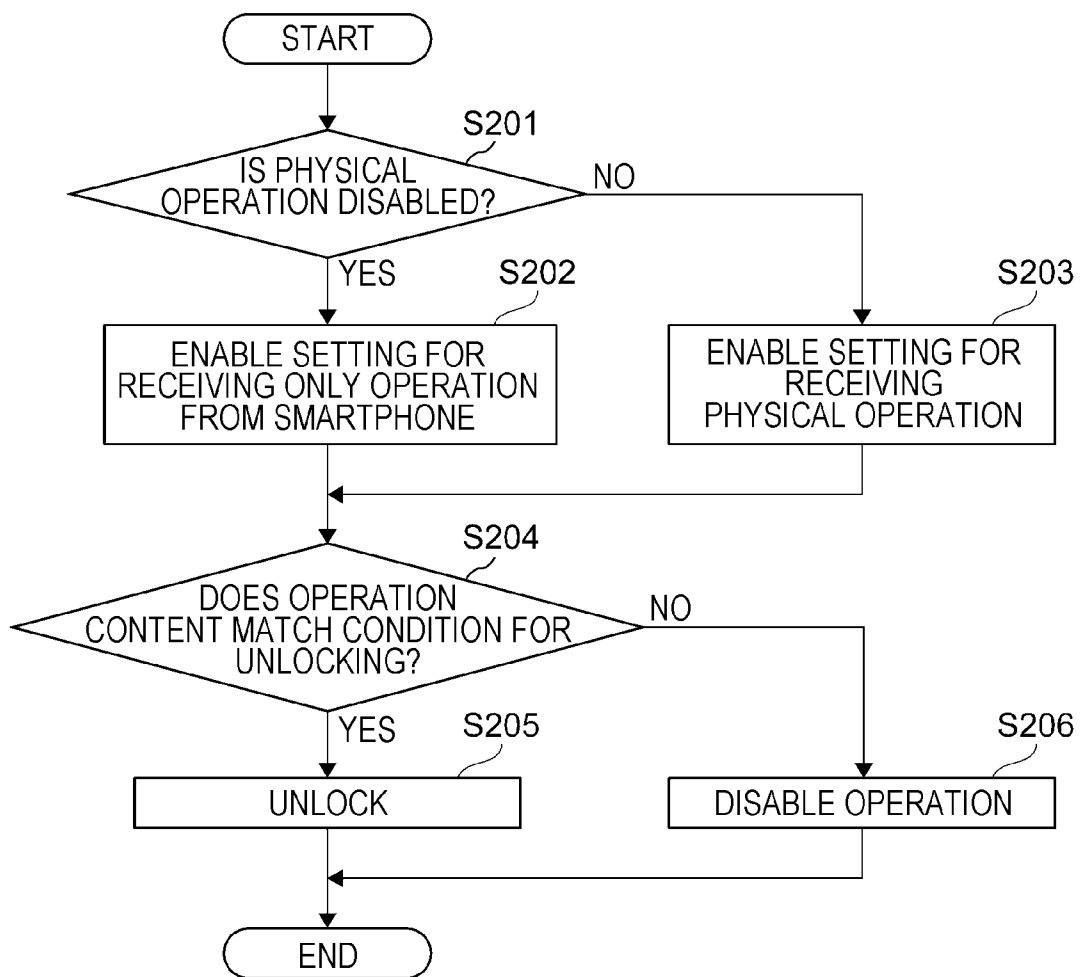 START
S201
IS PHYSICAL
OPERATION DISABLED?
NO
YES
S202
S203
ENABLE SETTING FOR
RECEIVING ONLY OPERATION
FROM SMARTPHONE
ENABLE SETTING FOR
RECEIVING
PHYSICAL OPERATION
S204
DOES OPERATION
CONTENT MATCH CONDITION FOR
UNLOCKING?
NO
YES
S205
S206
UNLOCK
DISABLE OPERATION
END